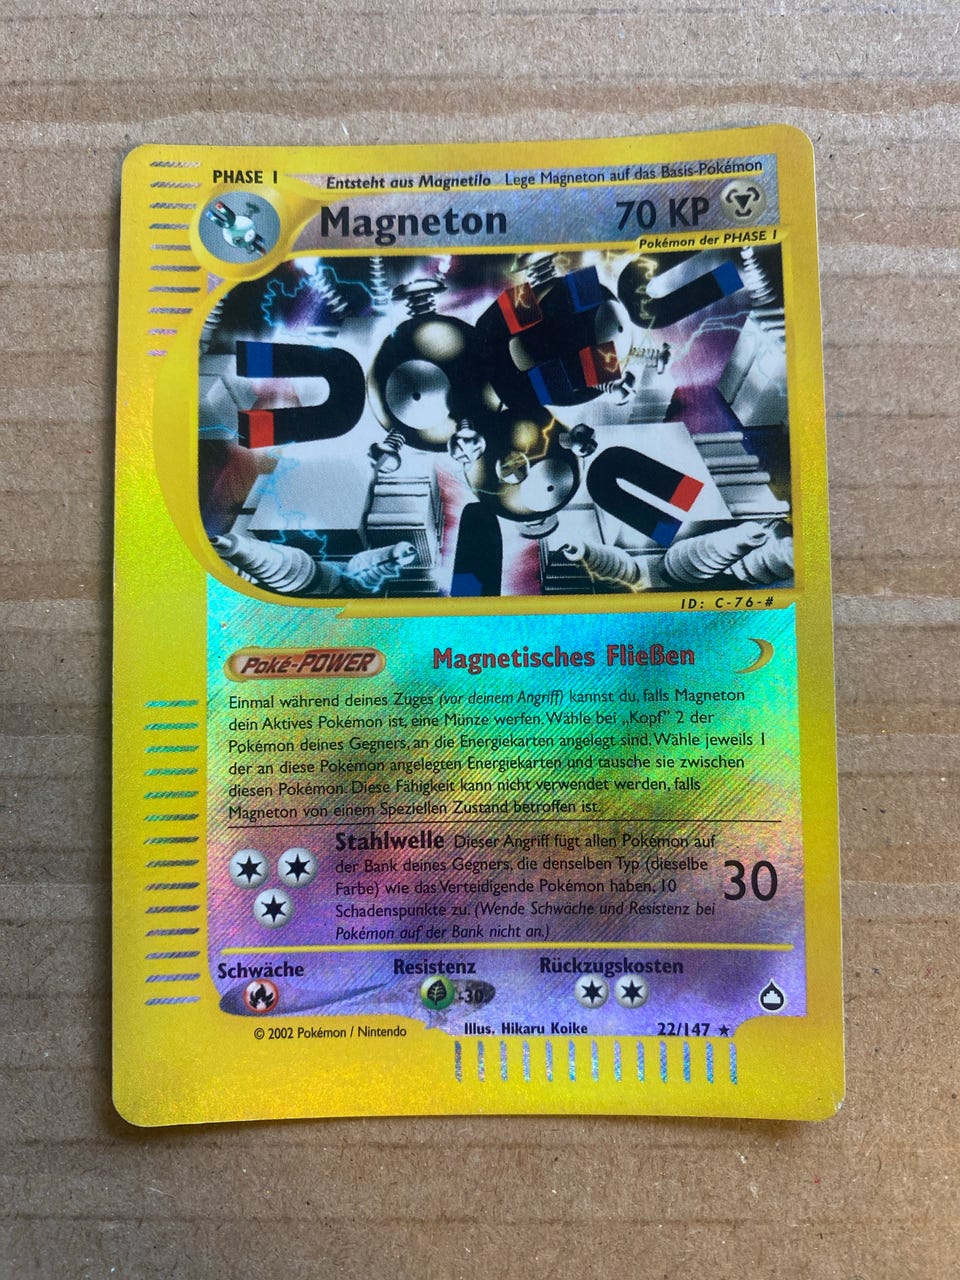 PHASE 1
Entsteht aus Magnetilo Lege Magneton auf das Basis-Pokémon
Magneton 70 KP
Pokémon der PHASE 1
ID: C-76-#
Poké-POWER Magnetisches Fließen
Einmal während deines Zuges (vor deinem Angriff) kannst du, falls Magneton
dein Aktives Pokémon ist, eine Münze werfen. Wähle bei „Kopf" 2 der
Pokémon deines Gegners, an die Energiekarten angelegt sind. Wähle jeweils 1
der an diese Pokémon angelegten Energiekarten und tausche sie zwischen
diesen Pokémon. Diese Fähigkeit kann nicht verwendet werden, falls
Magneton von einem Speziellen Zustand betroffen ist.
Stahlwelle Dieser Angriff fügt allen Pokémon auf
der Bank deines Gegners, die denselben Typ (dieselbe
Farbe) wie das Verteidigende Pokémon haben, 10
Schadenspunkte zu. (Wende Schwäche und Resistenz bei
Pokémon auf der Bank nicht an.)
30
Schwäche Resistenz Rückzugskosten
-30
© 2002 Pokémon / Nintendo Illus. Hikaru Koike 22/147 ★